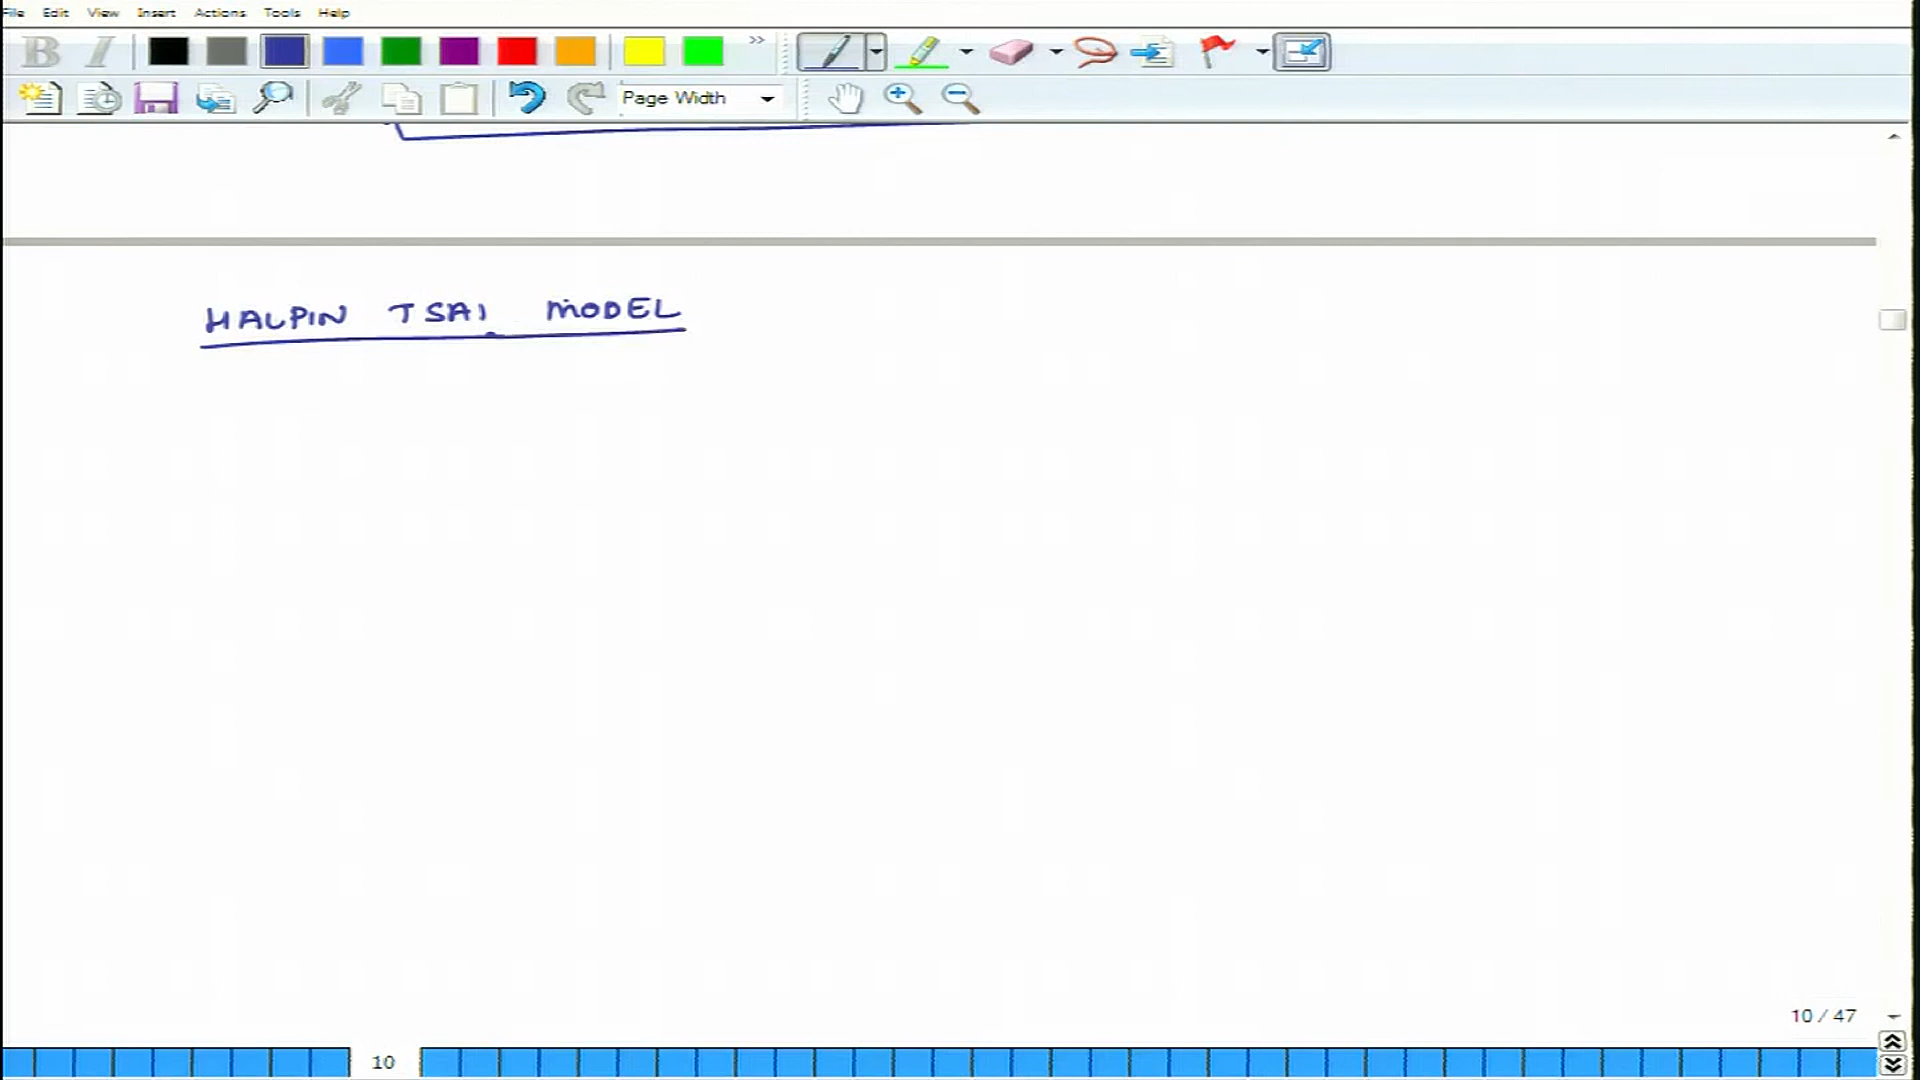 File Edit View Insert Actions Tools Help
B I »
Page Width
HALPIN TSAI MODEL
10 / 47
10